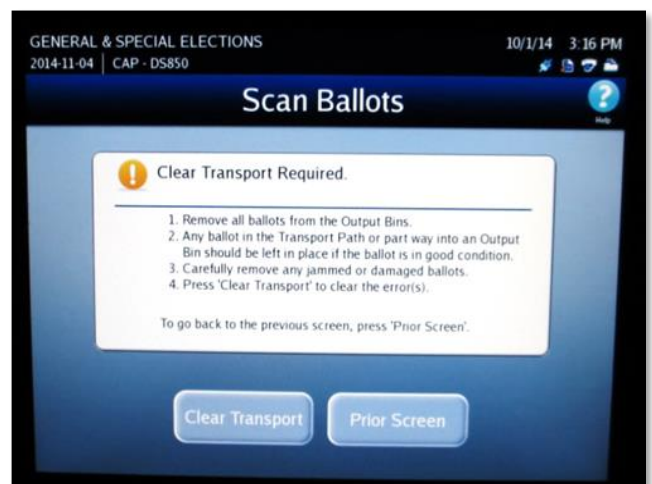 GENERAL & SPECIAL ELECTIONS 10/1/14 3:16 PM
2014-11-04 | CAP - DS850
Scan Ballots
Help
Clear Transport Required.
1. Remove all ballots from the Output Bins.
2. Any ballot in the Transport Path or part way into an Output
Bin should be left in place if the ballot is in good condition.
3. Carefully remove any jammed or damaged ballots.
4. Press 'Clear Transport' to clear the error(s).
To go back to the previous screen, press 'Prior Screen'.
Clear Transport Prior Screen